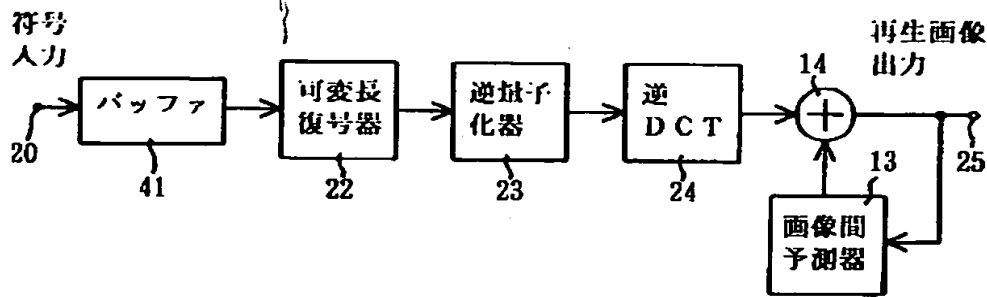 符号
入力
20
バッファ
41
可変長
復号器
22
逆量子
化器
23
逆
DCT
24
14
再生画像
出力
25
13
画像間
予測器